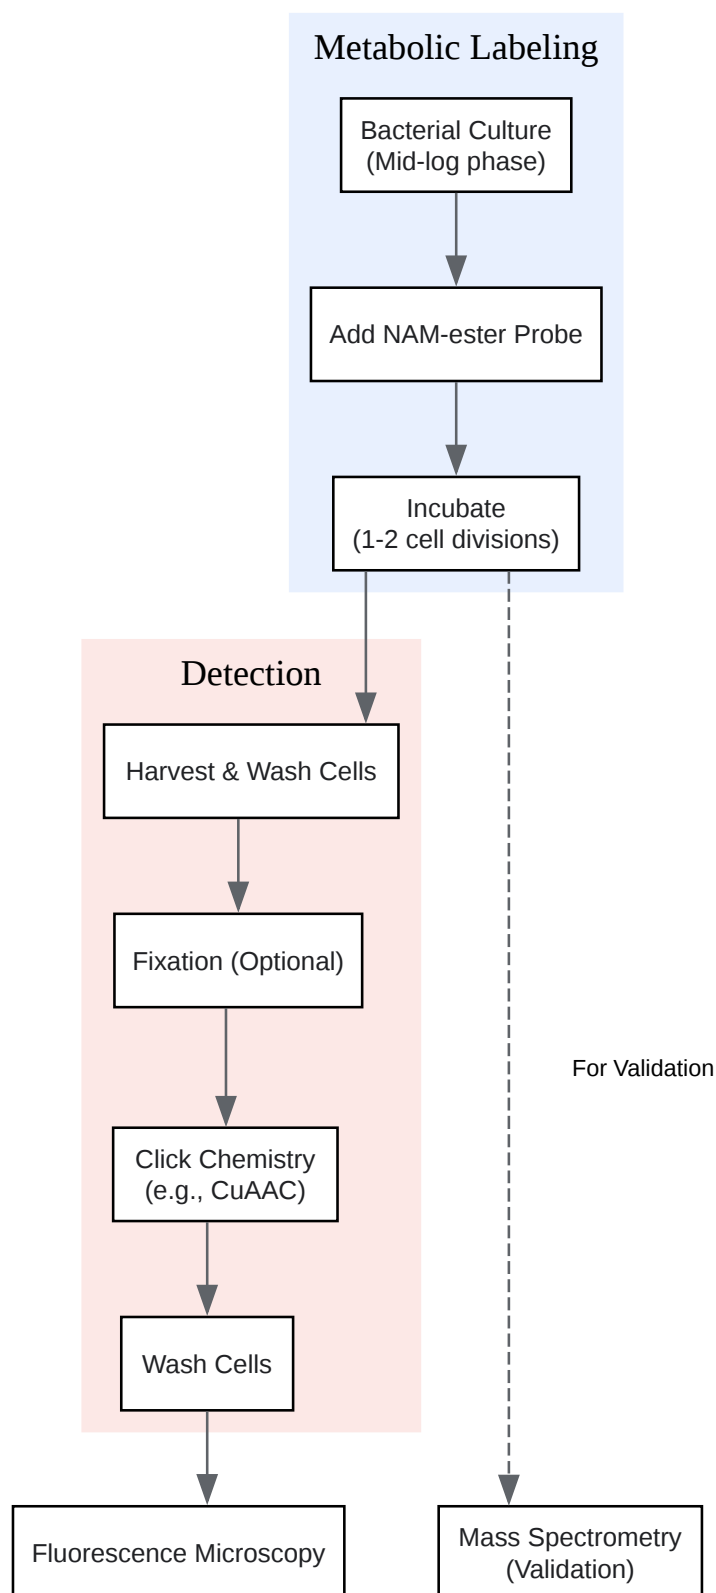 Metabolic Labeling
Bacterial Culture
(Mid-log phase)
Add NAM-ester Probe
Incubate
(1-2 cell divisions)
Detection
Harvest & Wash Cells
Fixation (Optional)
For Validation
Click Chemistry
(e.g., CuAAC)
Wash Cells
Fluorescence Microscopy
Mass Spectrometry
(Validation)